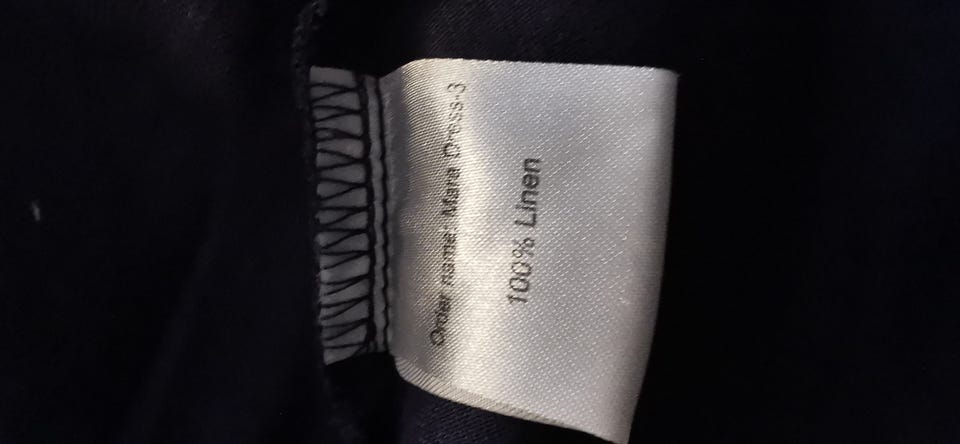 Order name: Mara Dress-3
100% Linen